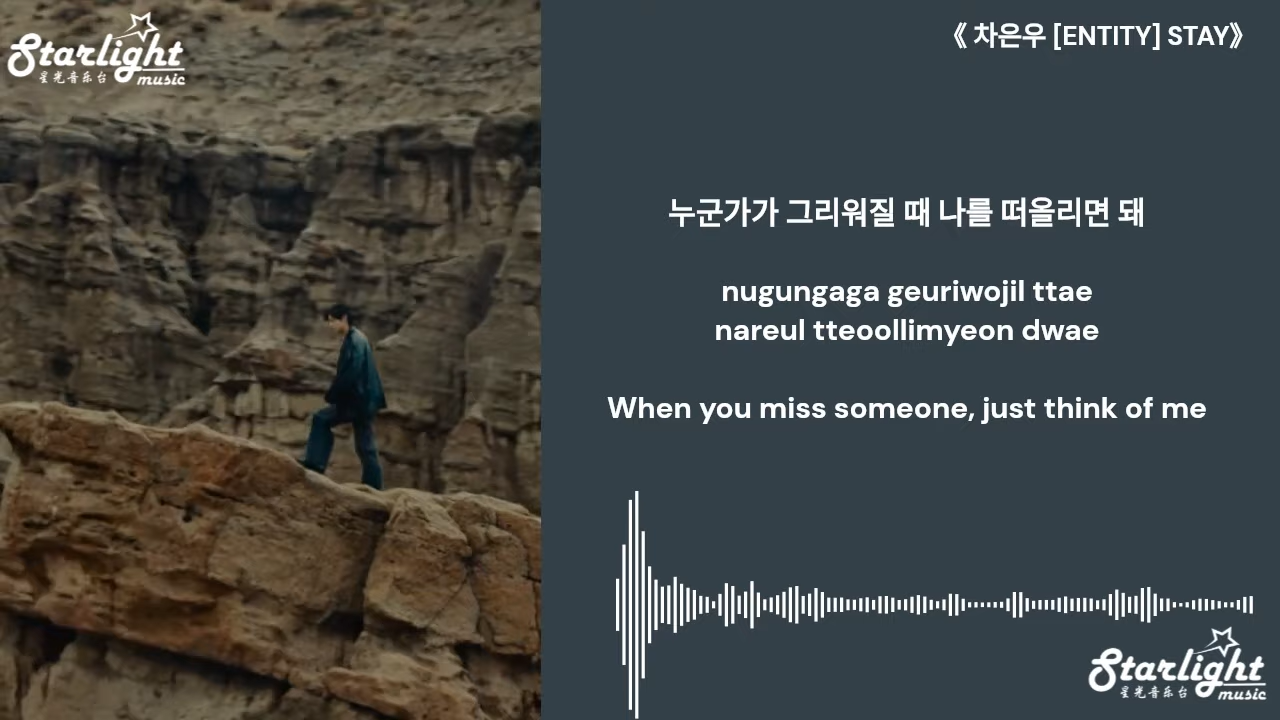 Starlight
星光音乐台
music
《 차은우 [ENTITY] STAY》
누군가가 그리워질 때 나를 떠올리면 돼
nugungaga geuriwojil ttae
nareul tteoollimyeon dwae
When you miss someone, just think of me
Starlight
星光音乐台
music